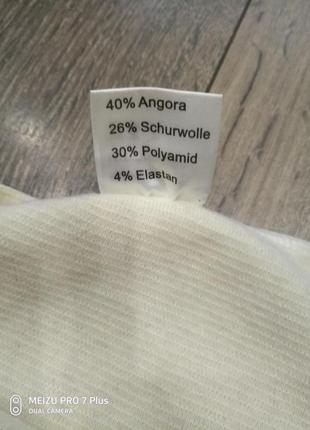 40% Angora
26% Schurwolle
30% Polyamid
4% Elastan
MEIZU PRO 7 Plus
DUAL CAMERA